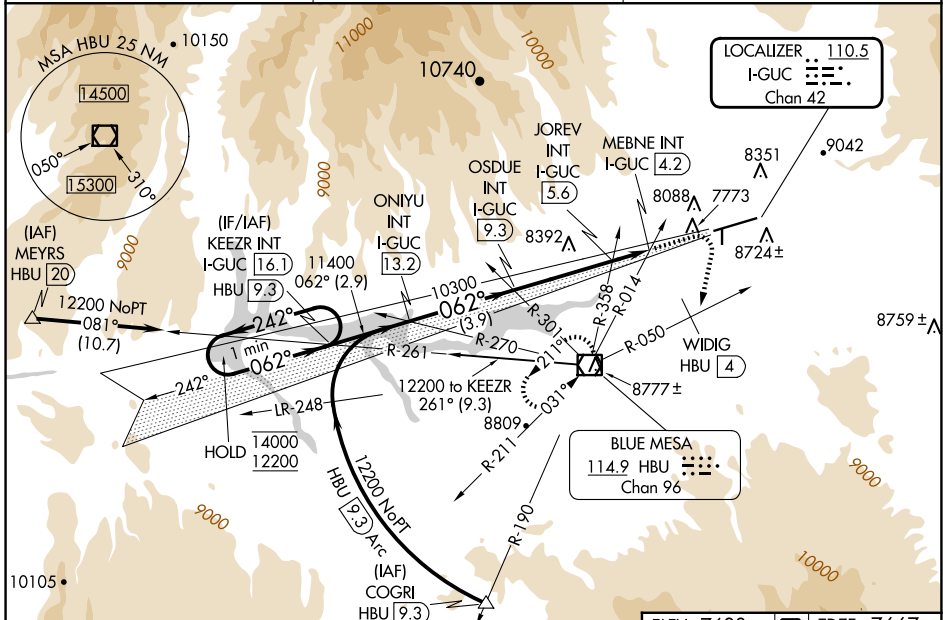 MSA HBU 25 NM
10150
14500
050°
15300
310°
11000
10000
10740
9000
9000
LOCALIZER 110.5
I-GUC
Chan 42
9042
8351
JOREV
INT
I-GUC
5.6
MEBNE INT
I-GUC 4.2
8088
7773
8724±
OSDUE
INT
I-GUC
9.3
8392
ONIYU
INT
I-GUC
13.2
(IF/IAF)
KEEZR INT
I-GUC 16.1
HBU 9.3
11400
062° (2.9)
(IAF)
MEYRS
HBU 20
12200 NoPT
081°
(10.7)
10300
062°
(3.9)
242°
1 min
062°
242°
R-261
R-270
R-301
R-358
R-014
R-050
WIDIG
HBU 4
8759±
211°
031°
8777±
12200 to KEEZR
261° (9.3)
LR-248
HOLD
14000
12200
8809
R-211
BLUE MESA
114.9 HBU
Chan 96
12200 NoPT
HBU 9.3 Arc
R-190
(IAF)
COGRI
HBU 9.3
9000
10105
9000
10000